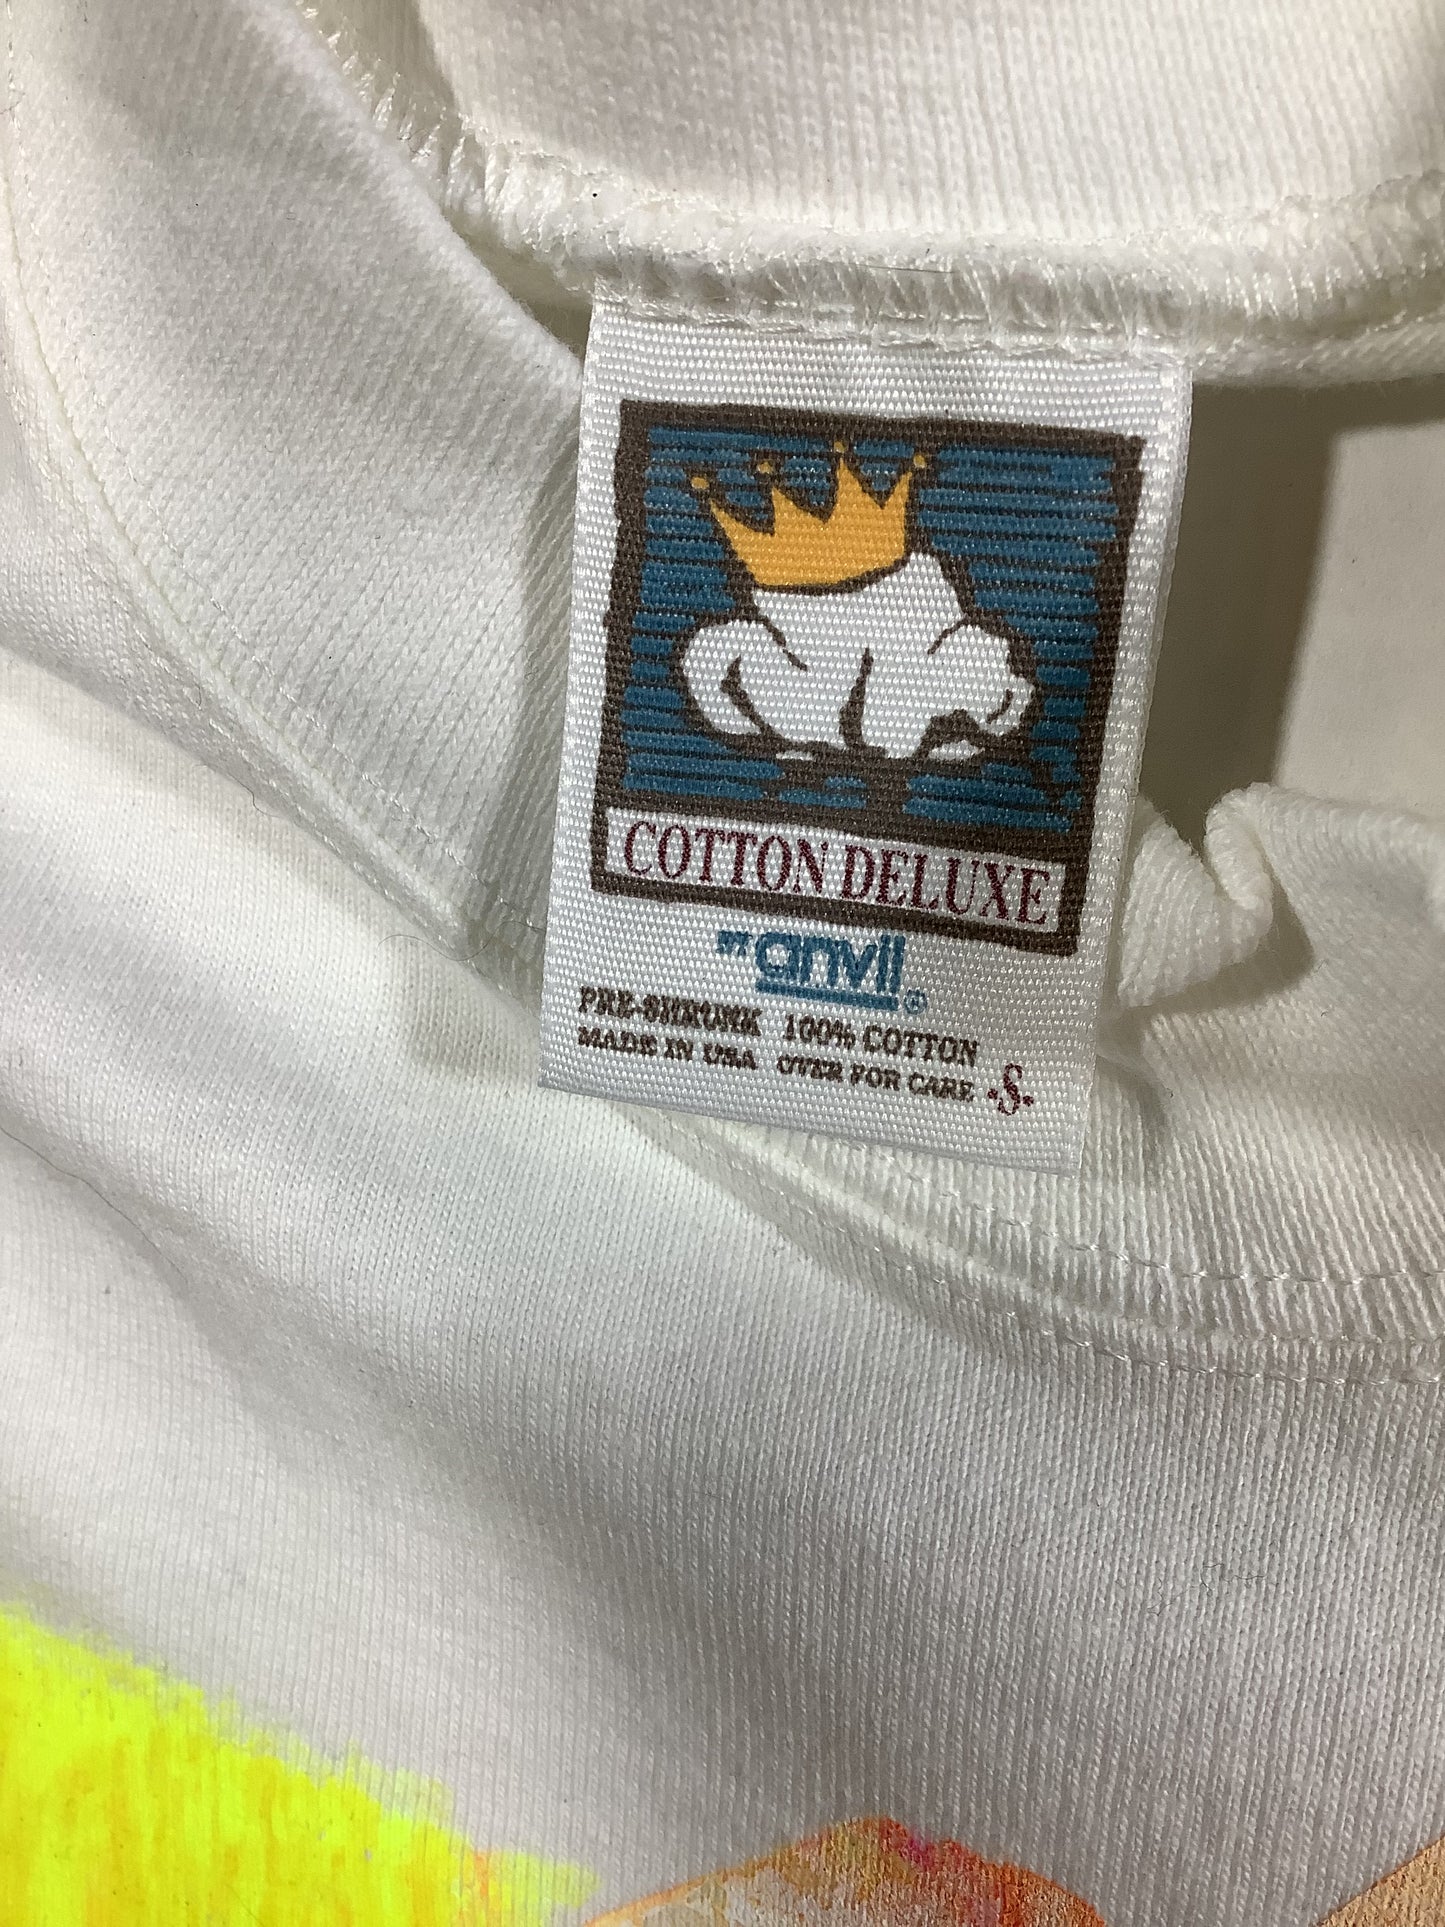 COTTON DELUXE
BY anvil®
PRE-SHRUNK 100% COTTON
MADE IN USA OVER FOR CARE -S-